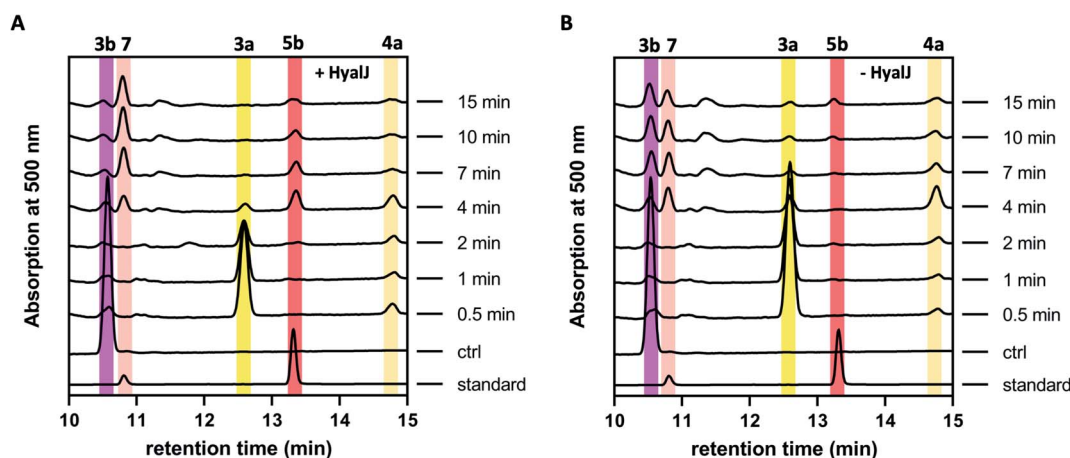 A
3b 7 3a 5b 4a
+ HyalJ
15 min
10 min
7 min
4 min
2 min
1 min
0.5 min
ctrl
standard
Absorption at 500 nm
10 11 12 13 14 15
retention time (min)
B
3b 7 3a 5b 4a
- HyalJ
15 min
10 min
7 min
4 min
2 min
1 min
0.5 min
ctrl
standard
Absorption at 500 nm
10 11 12 13 14 15
retention time (min)